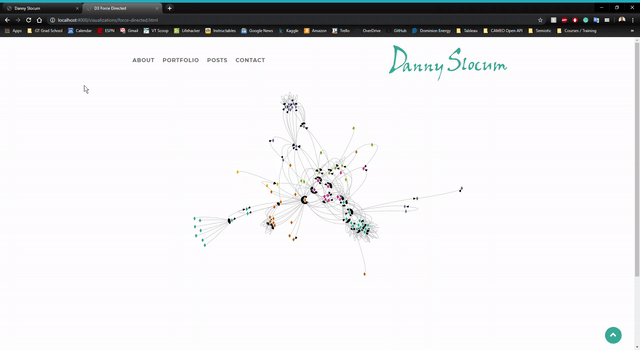 Danny Slocum
D3 Force Directed
localhost:4000/visualizations/force-directed.html
Apps GT Grad School Calendar ESPN Gmail VT Scoop Lifehacker Instructables Google News Kaggle Amazon Trello OneDrive GitHub Dominion Energy Tableau CAMEO Open API Semiotis Courses / Training
ABOUT PORTFOLIO POSTS CONTACT
Danny Slocum